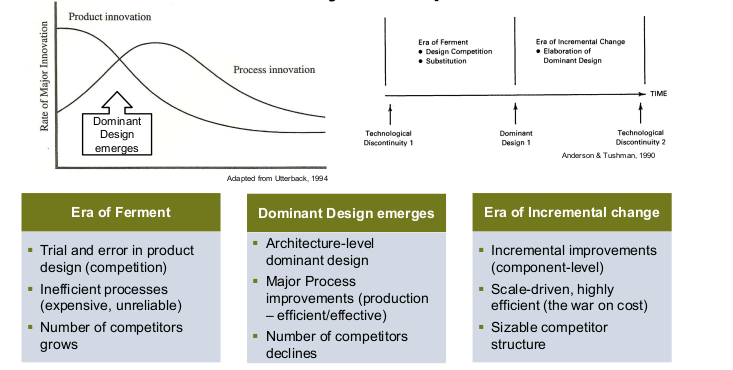 Product innovation
Rate of Major Innovation
Process innovation
Dominant
Design
emerges
Adapted from Utterback, 1994
Era of Ferment
● Design Competition
● Substitution
Era of Incremental Change
● Elaboration of
Dominant Design
TIME
Technological
Discontinuity 1
Dominant
Design 1
Technological
Discontinuity 2
Anderson & Tushman, 1990
Era of Ferment
▪ Trial and error in product
design (competition)
▪ Inefficient processes
(expensive, unreliable)
▪ Number of competitors
grows
Dominant Design emerges
▪ Architecture-level
dominant design
▪ Major Process
improvements (production
– efficient/effective)
▪ Number of competitors
declines
Era of Incremental change
▪ Incremental improvements
(component-level)
▪ Scale-driven, highly
efficient (the war on cost)
▪ Sizable competitor
structure